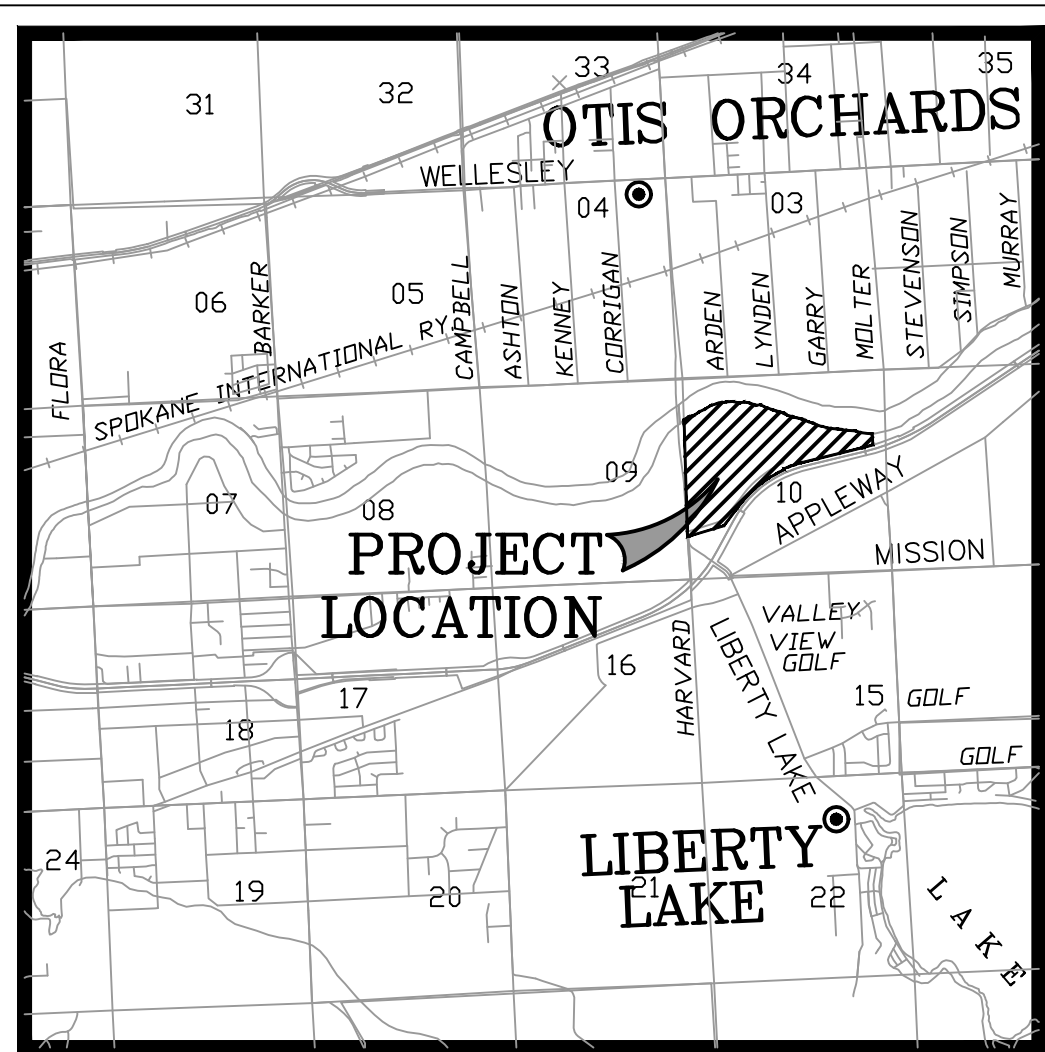 33
34
35
31
32
OTIS ORCHARDS
WELLESLEY
04
03
06
05
FLORA
BARKER
CAMPBELL
ASHTON
KENNEY
CORRIGAN
ARDEN
LYNDEN
GARRY
MOLTER
STEVENSON
SIMPSON
MURRAY
SPOKANE INTERNATIONAL RY.
07
08
09
10
APPLEWAY
MISSION
PROJECT
LOCATION
HARVARD
LIBERTY LAKE
VALLEY
VIEW
GOLF
16
15
GOLF
GOLF
17
18
LIBERTY
LAKE
24
19
20
21
22
LAKE